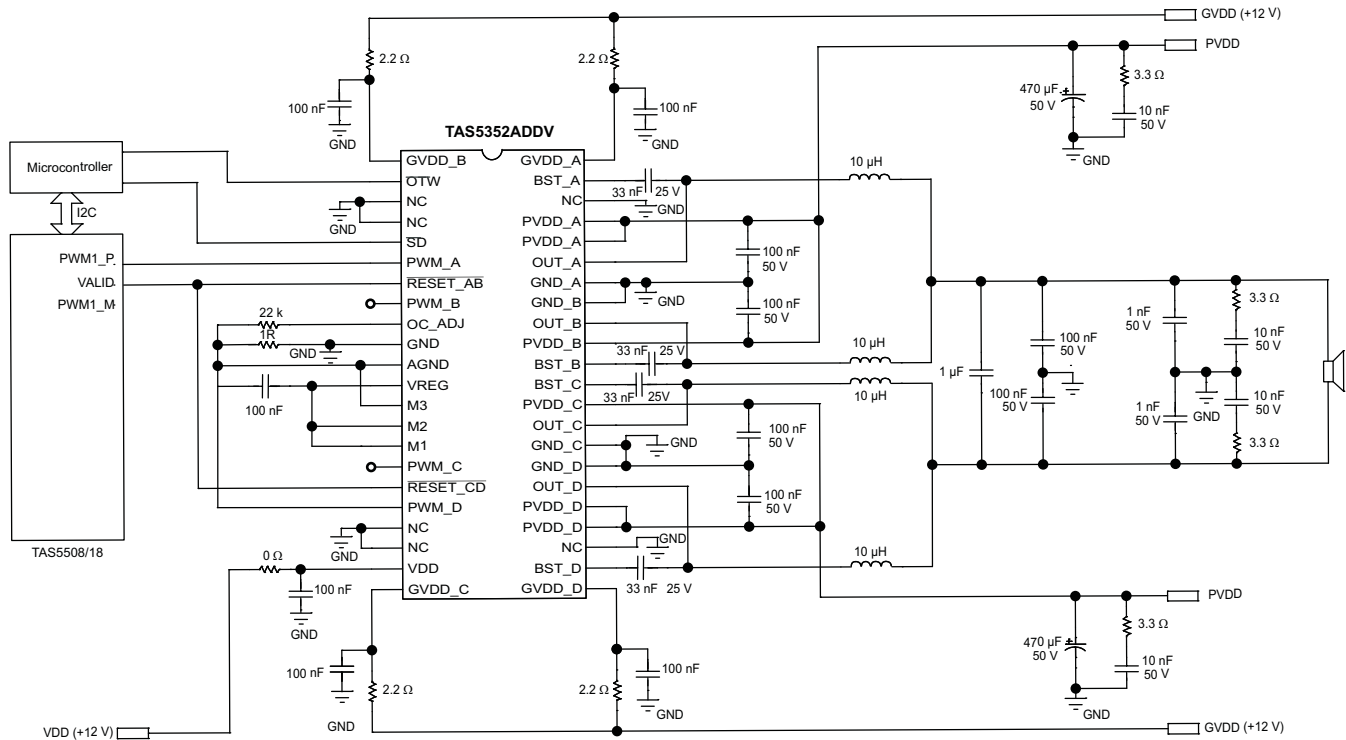 GVDD (+12 V)
PVDD
2.2 Ω
2.2 Ω
3.3 Ω
470 µF
50 V
10 nF
50 V
100 nF
GND
100 nF
GND
GND
TAS5352ADDV
Microcontroller
I2C
PWM1_P
VALID
PWM1_M
TAS5508/18
GVDD_B
OTW
NC
NC
SD
PWM_A
RESET_AB
PWM_B
OC_ADJ
GND
AGND
VREG
M3
M2
M1
PWM_C
RESET_CD
PWM_D
NC
NC
VDD
GVDD_C
GVDD_A
BST_A
NC
PVDD_A
PVDD_A
OUT_A
GND_A
GND_B
OUT_B
PVDD_B
BST_B
BST_C
PVDD_C
OUT_C
GND_C
GND_D
OUT_D
PVDD_D
PVDD_D
NC
BST_D
GVDD_D
GND
22 k
1R
GND
100 nF
GND
0 Ω
100 nF
GND
33 nF 25 V
GND
10 µH
100 nF
50 V
GND
100 nF
50 V
33 nF 25 V
10 µH
33 nF 25V
10 µH
100 nF
50 V
GND
100 nF
50 V
GND
33 nF 25 V
10 µH
1 µF
100 nF
50 V
100 nF
50 V
1 nF
50 V
1 nF
50 V
GND
3.3 Ω
10 nF
50 V
10 nF
50 V
3.3 Ω
PVDD
3.3 Ω
470 µF
50 V
10 nF
50 V
GND
100 nF
2.2 Ω
GND
2.2 Ω
100 nF
GND
VDD (+12 V)
GVDD (+12 V)